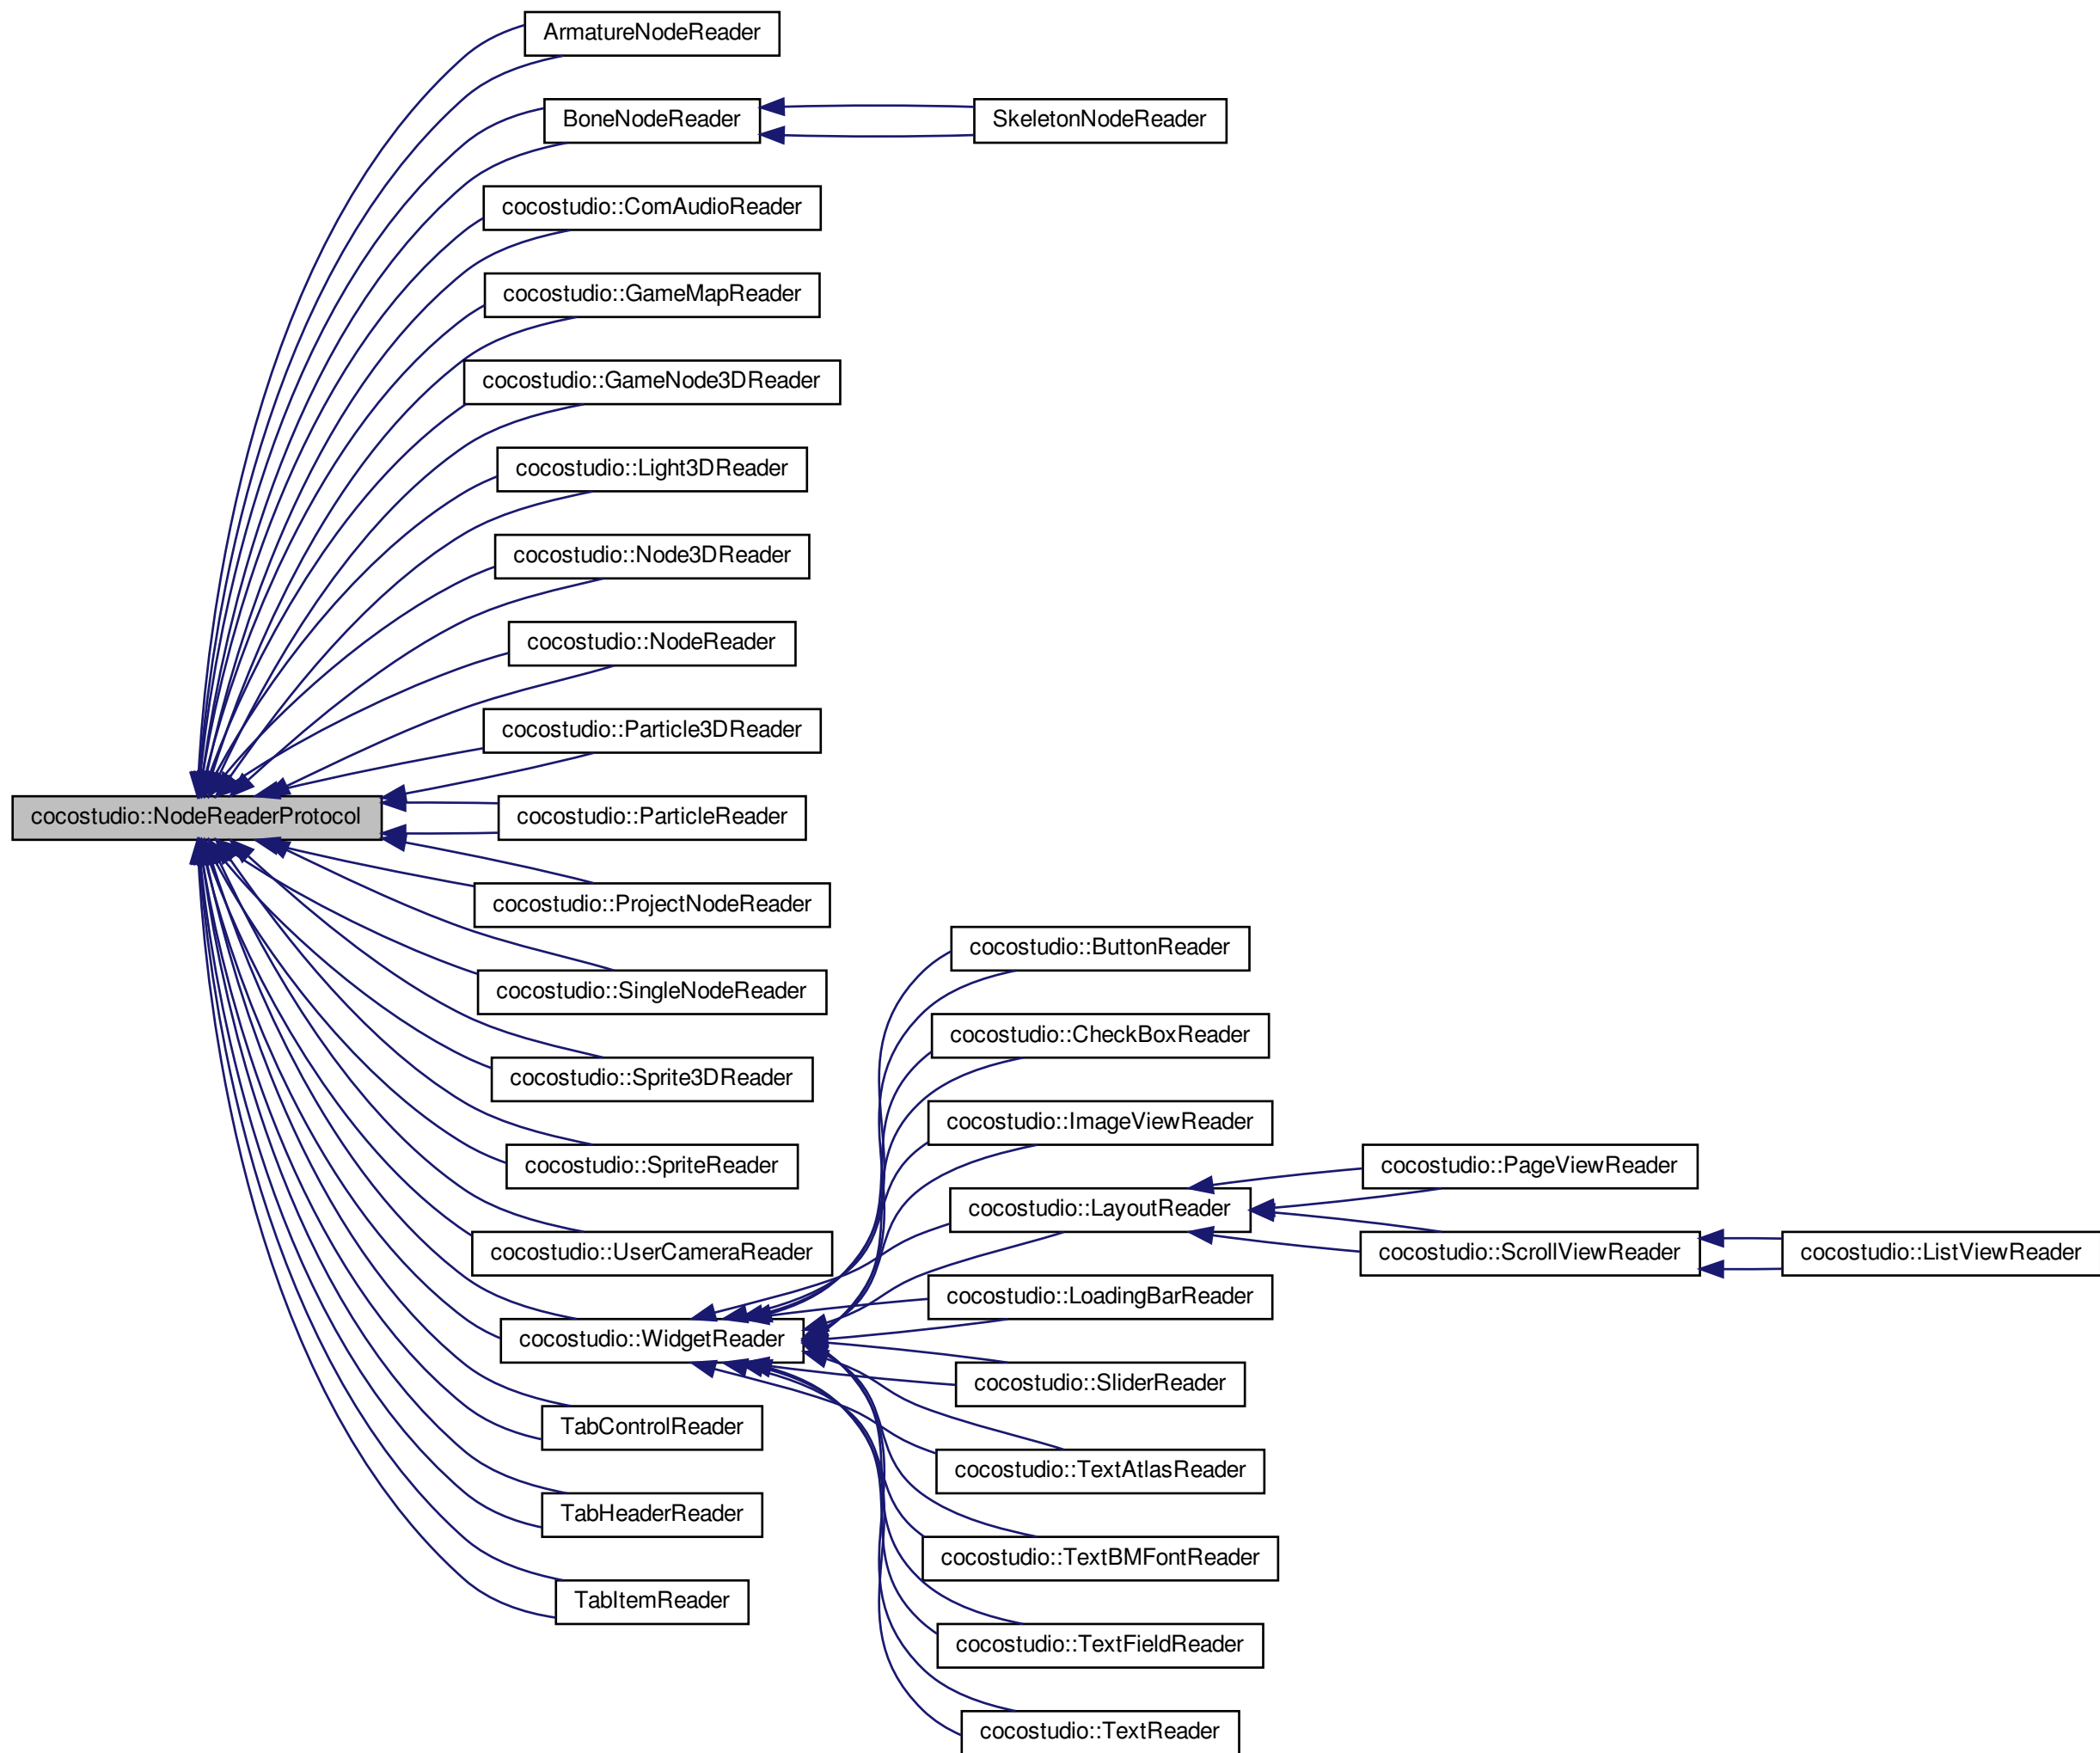 ArmatureNodeReader
BoneNodeReader
SkeletonNodeReader
cocostudio::ComAudioReader
cocostudio::GameMapReader
cocostudio::GameNode3DReader
cocostudio::Light3DReader
cocostudio::Node3DReader
cocostudio::NodeReader
cocostudio::Particle3DReader
cocostudio::NodeReaderProtocol
cocostudio::ParticleReader
cocostudio::ProjectNodeReader
cocostudio::SingleNodeReader
cocostudio::Sprite3DReader
cocostudio::SpriteReader
cocostudio::UserCameraReader
cocostudio::WidgetReader
TabControlReader
TabHeaderReader
TabItemReader
cocostudio::ButtonReader
cocostudio::CheckBoxReader
cocostudio::ImageViewReader
cocostudio::LayoutReader
cocostudio::LoadingBarReader
cocostudio::SliderReader
cocostudio::TextAtlasReader
cocostudio::TextBMFontReader
cocostudio::TextFieldReader
cocostudio::TextReader
cocostudio::PageViewReader
cocostudio::ScrollViewReader
cocostudio::ListViewReader